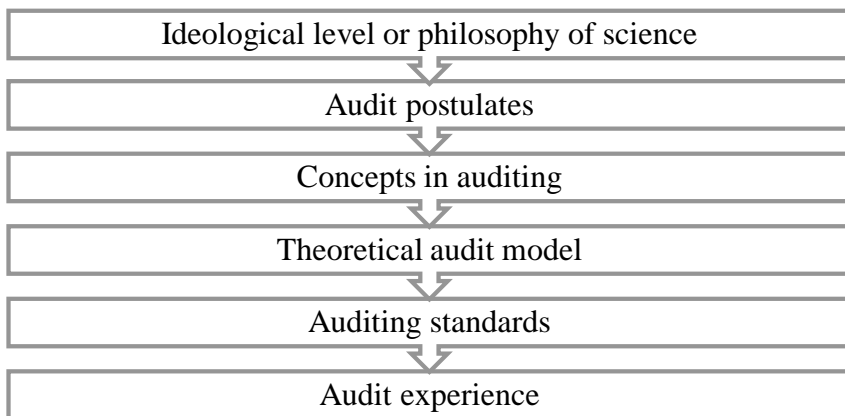 Ideological level or philosophy of science
Audit postulates
Concepts in auditing
Theoretical audit model
Auditing standards
Audit experience